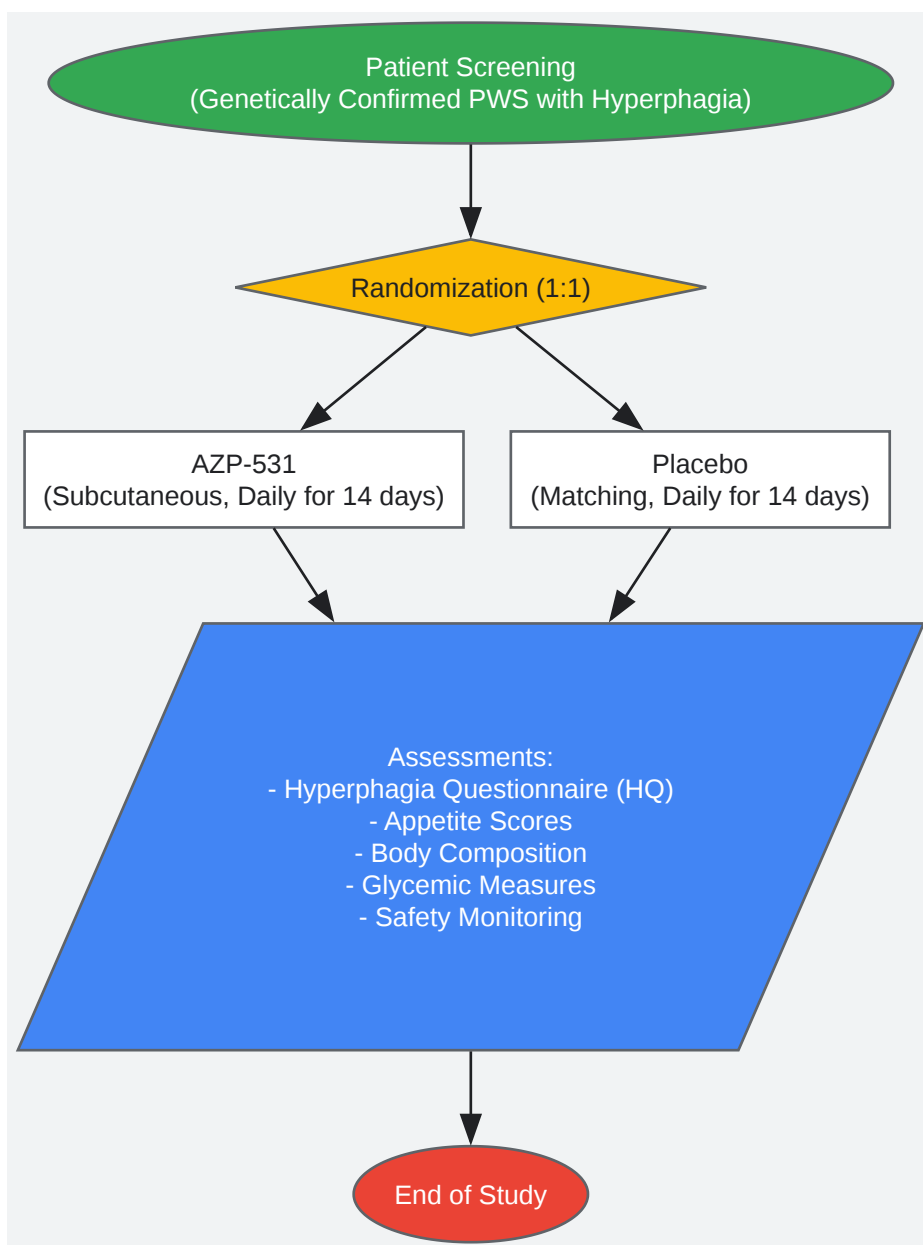 Patient Screening
(Genetically Confirmed PWS with Hyperphagia)
Randomization (1:1)
AZP-531
(Subcutaneous, Daily for 14 days)
Placebo
(Matching, Daily for 14 days)
Assessments:
- Hyperphagia Questionnaire (HQ)
- Appetite Scores
- Body Composition
- Glycemic Measures
- Safety Monitoring
End of Study